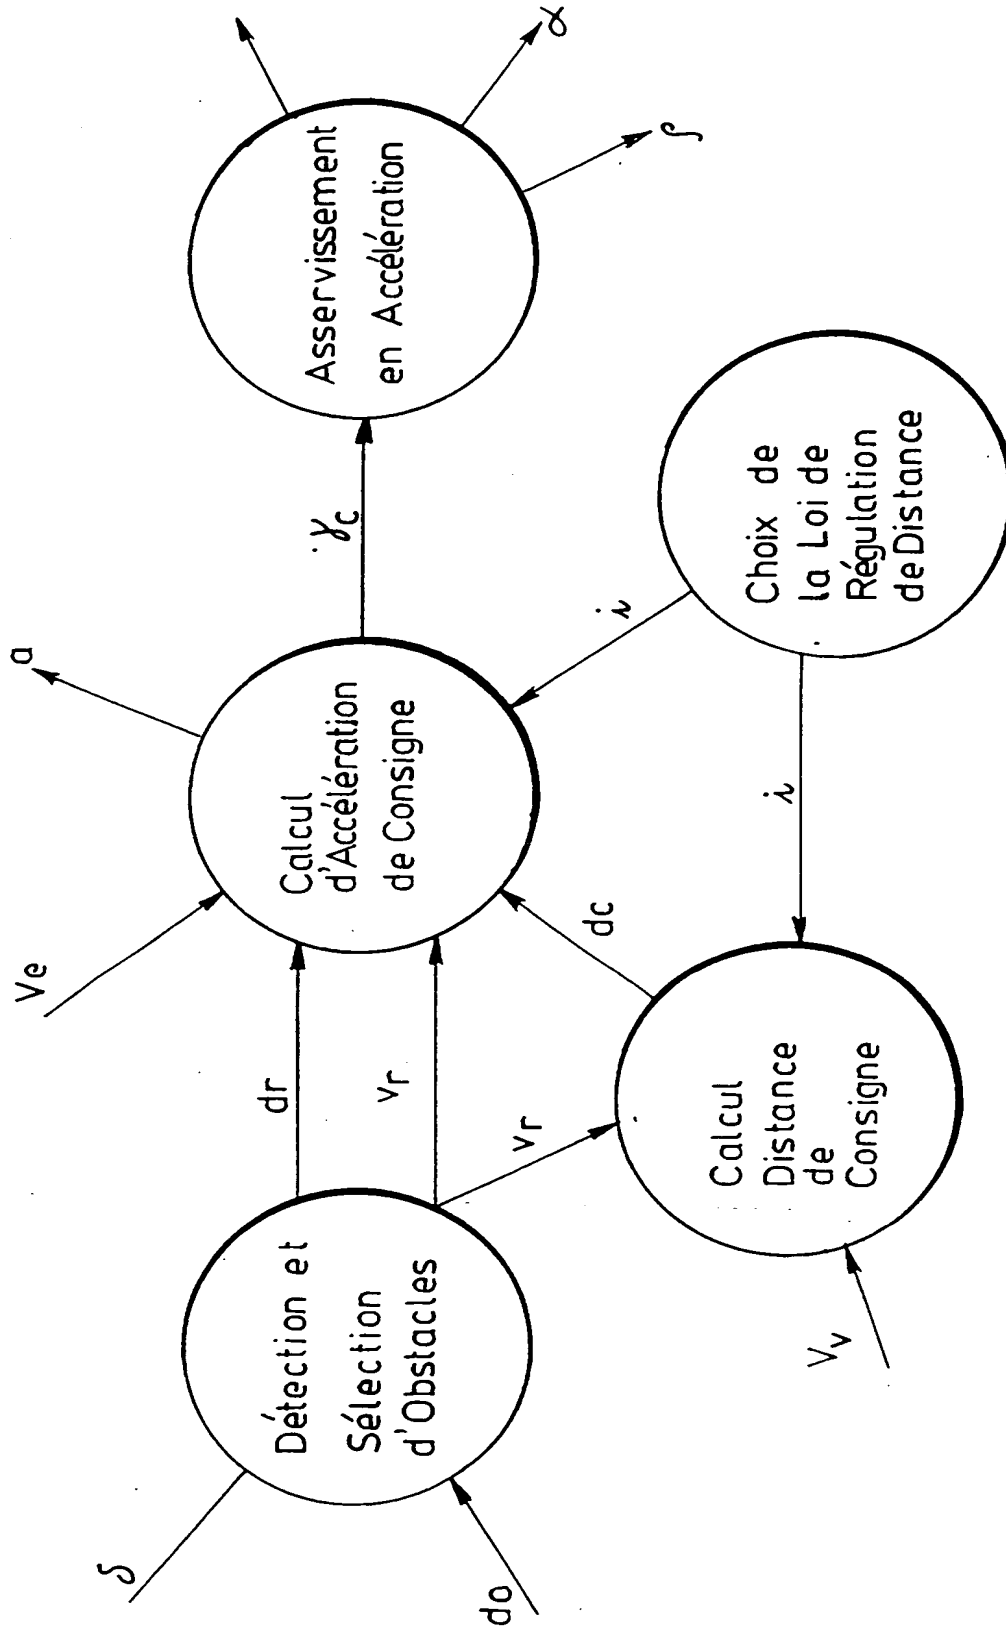 δ
do
Détection et
Sélection
d'Obstacles
dr
vr
vr
Ve
Vv
Calcul
Distance
de
Consigne
dc
Calcul
d'Accélération
de Consigne
a
i
i
γc
Choix de
la Loi de
Régulation
de Distance
Asservissement
en Accélération
α
ρ